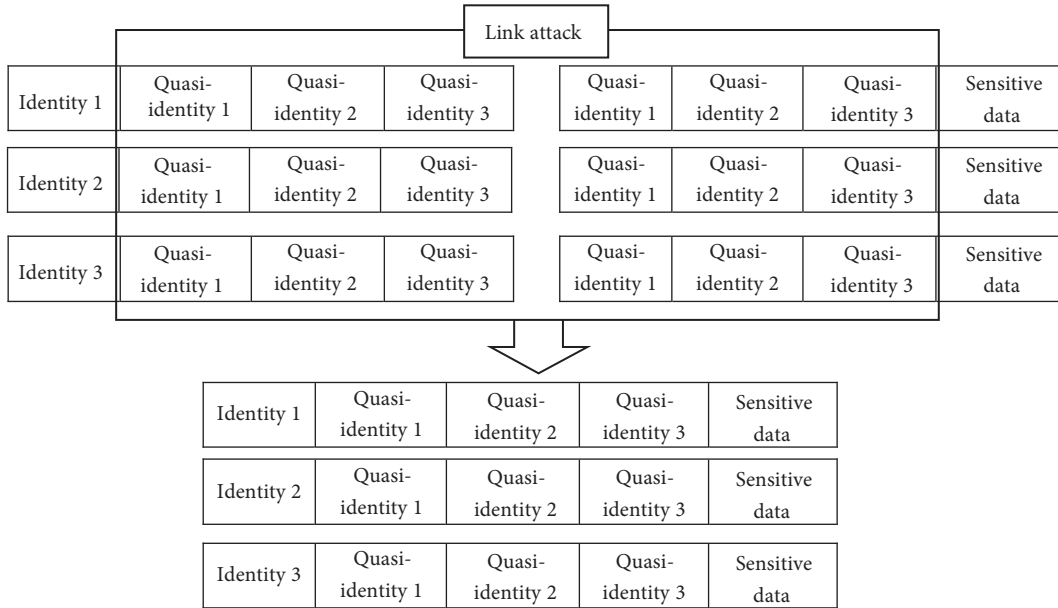 Link attack
Identity 1
Quasi-
identity 1
Quasi-
identity 2
Quasi-
identity 3
Quasi-
identity 1
Quasi-
identity 2
Quasi-
identity 3
Sensitive
data
Identity 2
Quasi-
identity 1
Quasi-
identity 2
Quasi-
identity 3
Quasi-
identity 1
Quasi-
identity 2
Quasi-
identity 3
Sensitive
data
Identity 3
Quasi-
identity 1
Quasi-
identity 2
Quasi-
identity 3
Quasi-
identity 1
Quasi-
identity 2
Quasi-
identity 3
Sensitive
data
Identity 1
Quasi-
identity 1
Quasi-
identity 2
Quasi-
identity 3
Sensitive
data
Identity 2
Quasi-
identity 1
Quasi-
identity 2
Quasi-
identity 3
Sensitive
data
Identity 3
Quasi-
identity 1
Quasi-
identity 2
Quasi-
identity 3
Sensitive
data